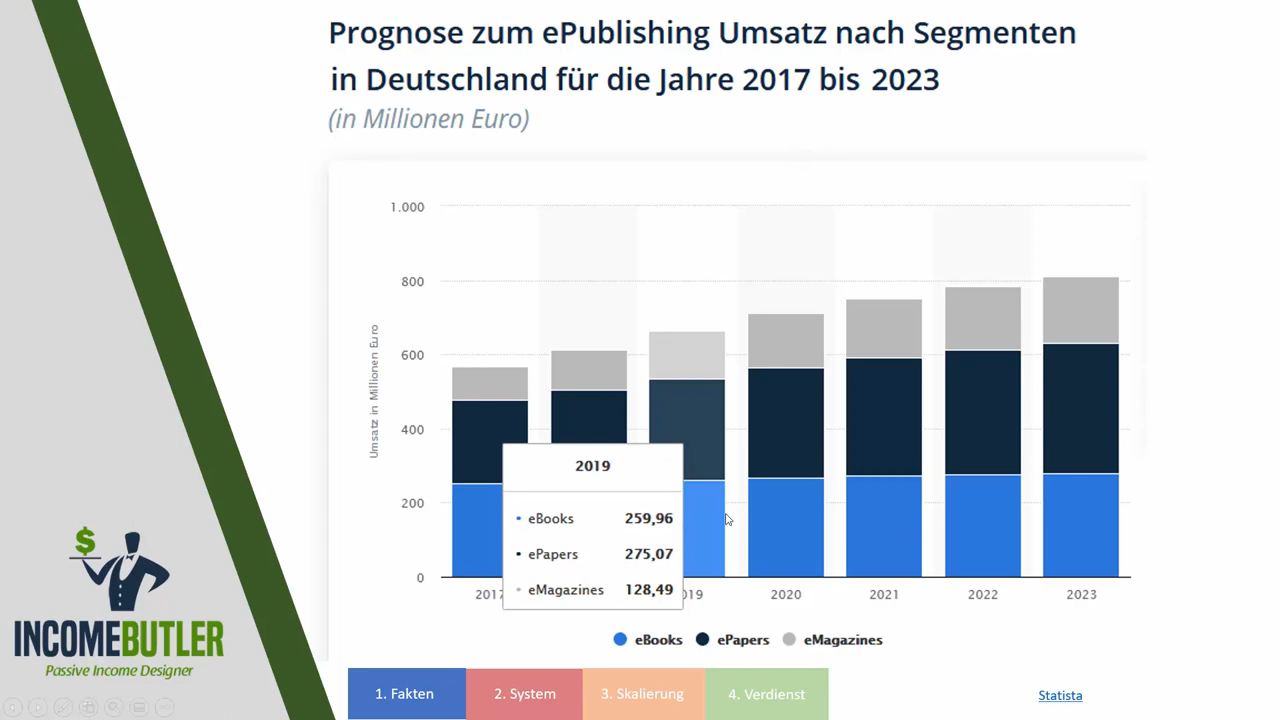 Prognose zum ePublishing Umsatz nach Segmenten
in Deutschland für die Jahre 2017 bis 2023
(in Millionen Euro)
Umsatz in Millionen Euro
1.000
800
600
400
200
0
2019
eBooks 259,96
ePapers 275,07
eMagazines 128,49
2017 019 2020 2021 2022 2023
eBooks ePapers eMagazines
$
INCOMEBUTLER
Passive Income Designer
1. Fakten 2. System 3. Skalierung 4. Verdienst
Statista